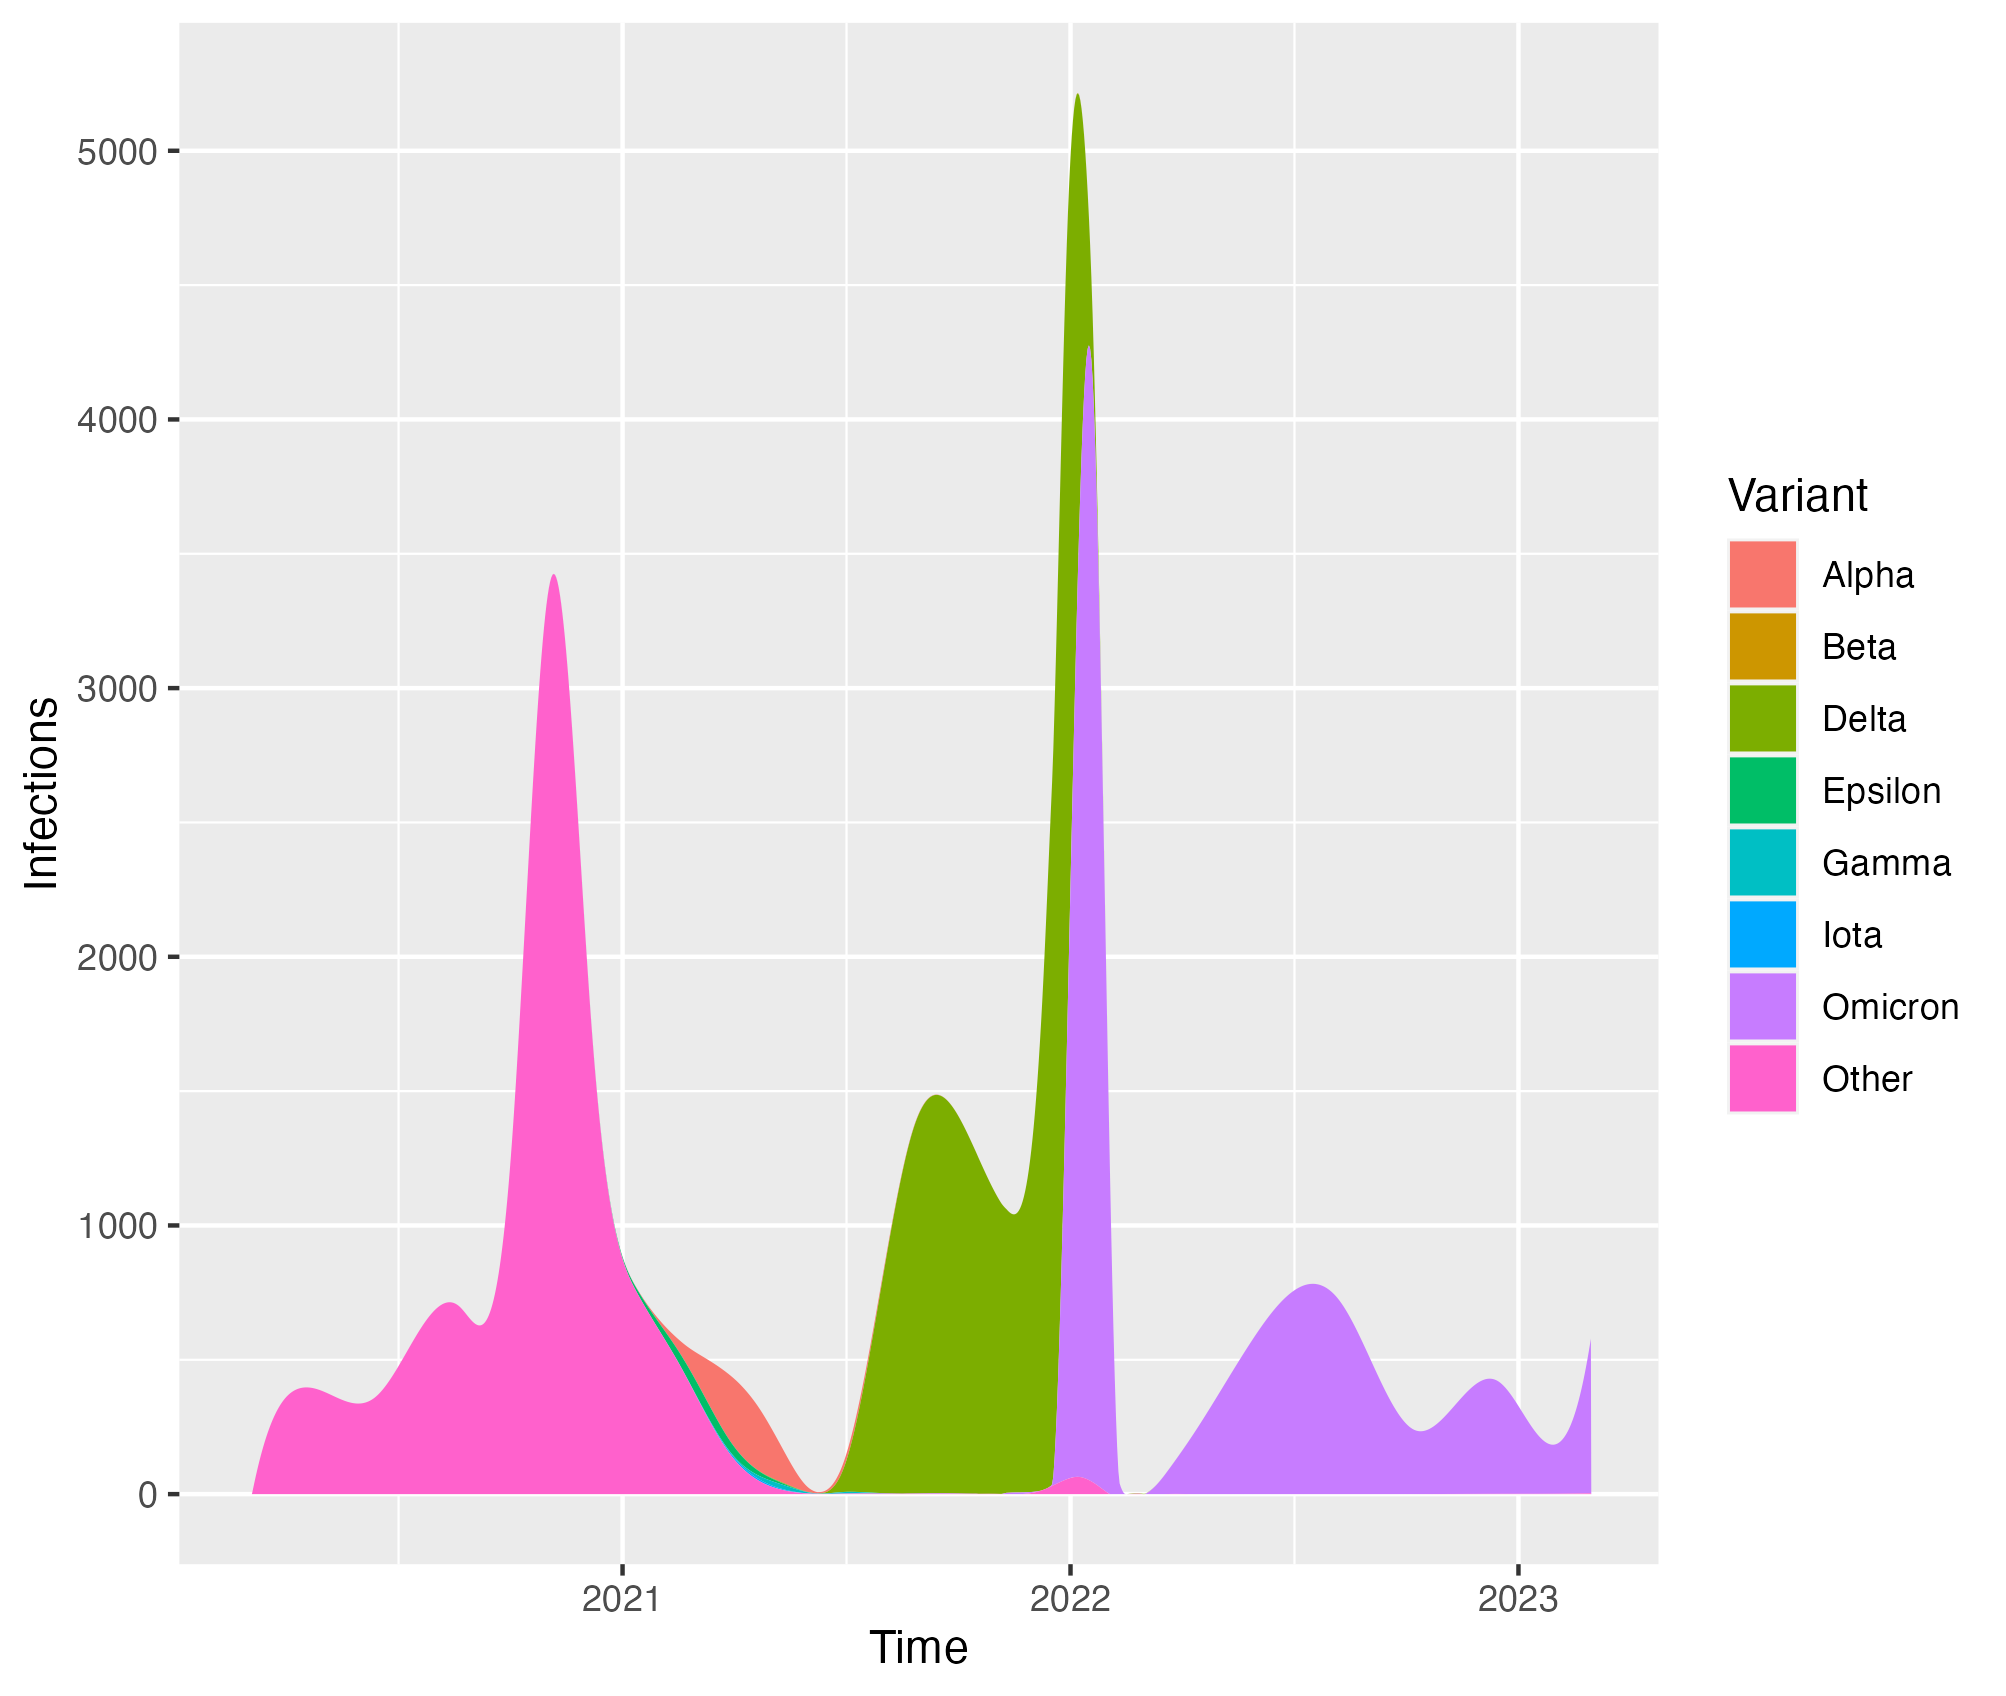 5000
4000
3000
2000
1000
0
Infections
2021
2022
2023
Time
Variant
Alpha
Beta
Delta
Epsilon
Gamma
Iota
Omicron
Other